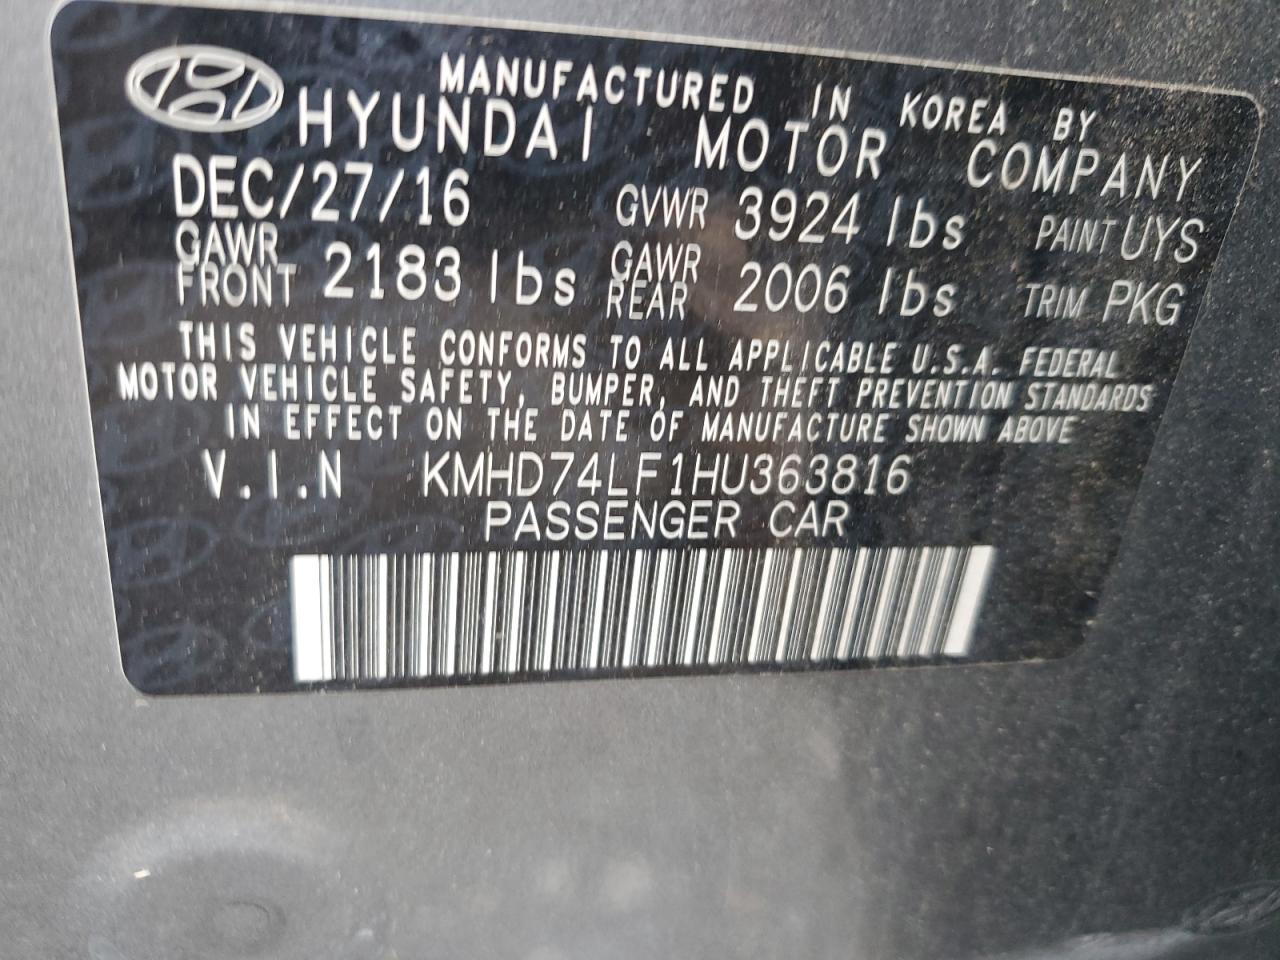 MANUFACTURED IN KOREA BY
HYUNDAI MOTOR COMPANY
DEC/27/16 GVWR 3924 lbs PAINT UYS
GAWR FRONT 2183 lbs GAWR REAR 2006 lbs TRIM PKG
THIS VEHICLE CONFORMS TO ALL APPLICABLE U.S.A. FEDERAL
MOTOR VEHICLE SAFETY, BUMPER, AND THEFT PREVENTION STANDARDS
IN EFFECT ON THE DATE OF MANUFACTURE SHOWN ABOVE
V.I.N KMHD74LF1HU363816
PASSENGER CAR